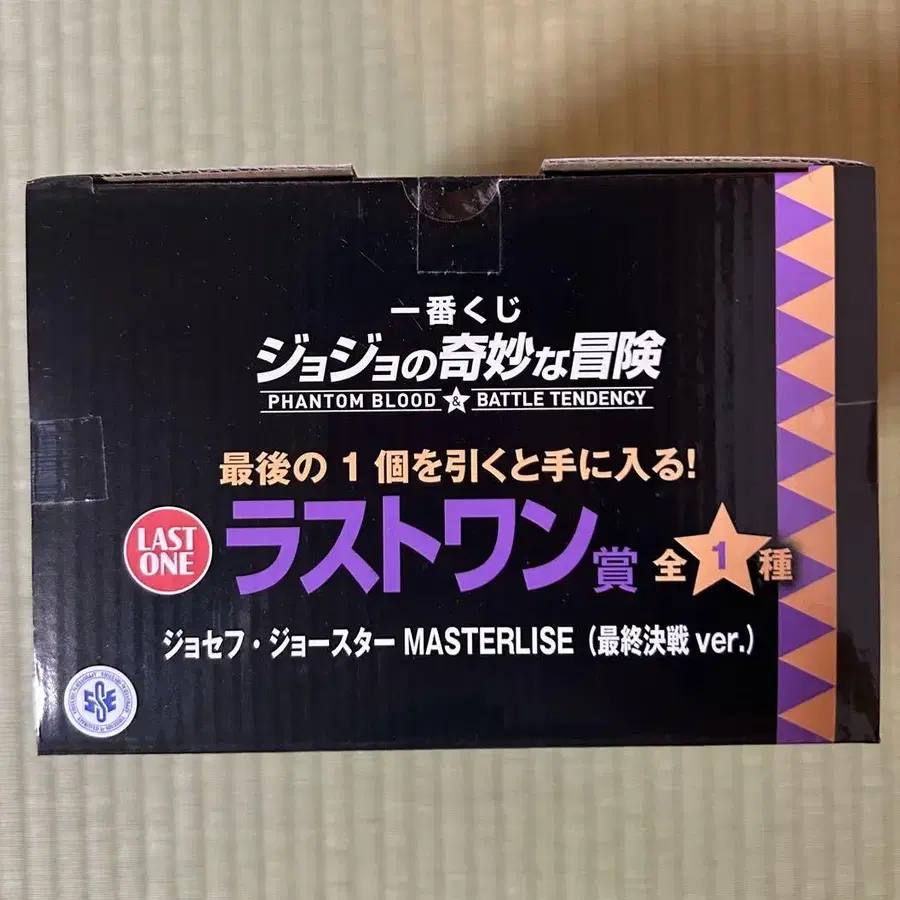 一番くじ
ジョジョの奇妙な冒険
PHANTOM BLOOD & BATTLE TENDENCY
最後の1個を引くと手に入る!
LAST ONE
ラストワン賞 全1種
ジョセフ・ジョースター MASTERLISE（最終決戦 ver.）